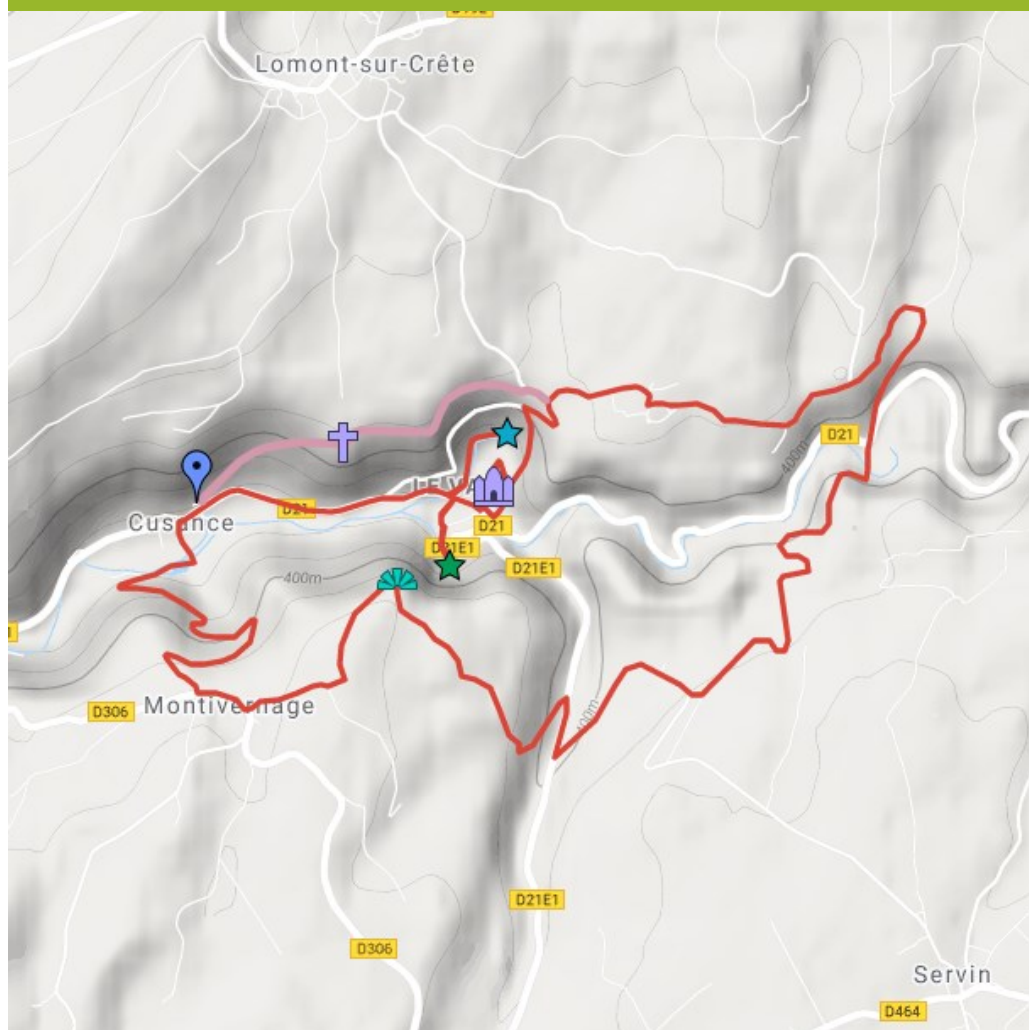 Lomont-sur-Crête
D21
400m
D21
Cusance
D21
D21E1
D21E1
400m
D306
Montivernage
400m
D21E1
D306
Servin
D464